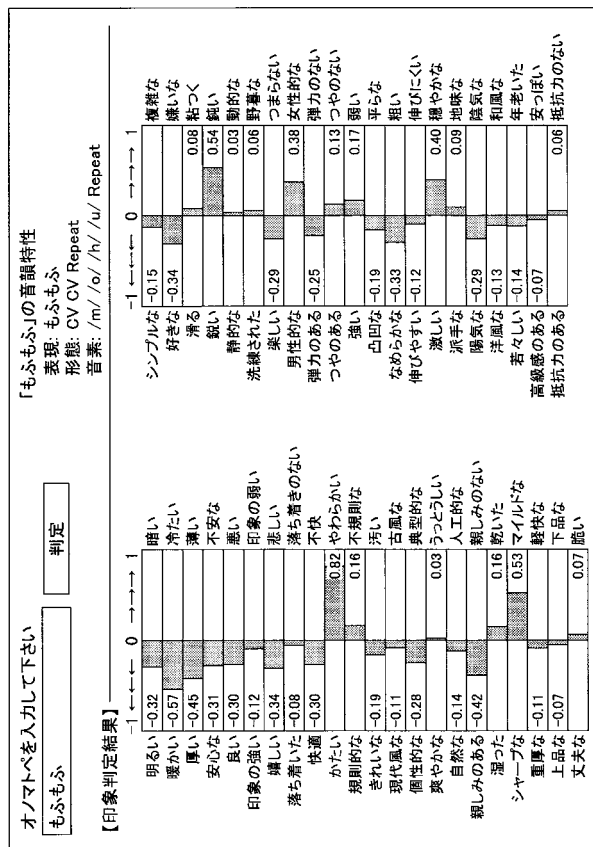 オノマトペを入力して下さい
もふもふ 判定
「もふもふ」の音韻特性
表現: もふもふ
形態: CV CV Repeat
音素: /m/ /o/ /h/ /u/ Repeat
【印象判定結果】
−1 ←←←← 0 →→→→ 1
明るい −0.32 暗い
暖かい −0.57 冷たい
厚い −0.45 薄い
安心な −0.31 不安な
良い −0.30 悪い
印象の強い −0.12 印象の弱い
嬉しい −0.34 悲しい
落ち着いた −0.08 落ち着きのない
快適 −0.30 不快
かたい 0.82 やわらかい
規則的な 0.16 不規則な
きれいな −0.19 汚い
現代風な −0.11 古風な
個性的な −0.28 典型的な
爽やかな 0.03 うっとうしい
自然な −0.14 人工的な
親しみのある −0.42 親しみのない
湿った 0.16 乾いた
シャープな 0.53 マイルドな
重厚な −0.11 軽快な
上品な −0.07 下品な
丈夫な 0.07 脆い
−1 ←←←← 0 →→→→ 1
シンプルな −0.15 複雑な
好きな −0.34 嫌いな
滑る 0.08 粘つく
鋭い 0.54 鈍い
静的な 0.03 動的な
洗練された 0.06 野暮な
楽しい −0.29 つまらない
男性的な 0.38 女性的な
弾力のある −0.25 弾力のない
つやのある 0.13 つやのない
強い 0.17 弱い
凸凹な −0.19 平らな
なめらかな −0.33 粗い
伸びやすい −0.12 伸びにくい
激しい 0.40 穏やかな
派手な 0.09 地味な
陽気な −0.29 陰気な
洋風な −0.13 和風な
若々しい −0.14 年老いた
高級感のある −0.07 安っぽい
抵抗力のある 0.06 抵抗力のない